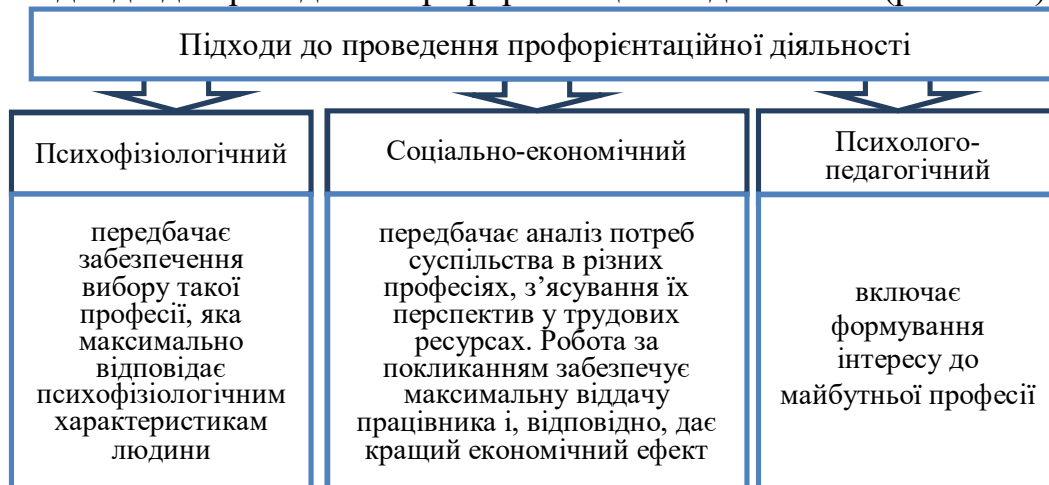 Підходи до проведення профорієнтаційної діяльності
Психофізіологічний
передбачає
забезпечення
вибору такої
професії, яка
максимально
відповідає
психофізіологічним
характеристикам
людини
Соціально-економічний
передбачає аналіз потреб
суспільства в різних
професіях, з’ясування їх
перспектив у трудових
ресурсах. Робота за
покликанням забезпечує
максимальну віддачу
працівника і, відповідно, дає
кращий економічний ефект
Психолого-
педагогічний
включає
формування
інтересу до
майбутньої професії